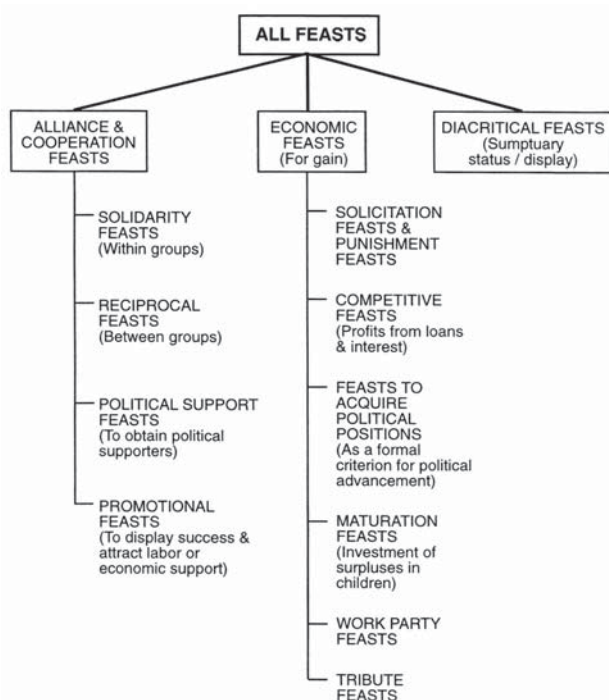 ALL FEASTS
ALLIANCE &
COOPERATION
FEASTS
SOLIDARITY
FEASTS
(Within groups)
RECIPROCAL
FEASTS
(Between groups)
POLITICAL SUPPORT
FEASTS
(To obtain political
supporters)
PROMOTIONAL
FEASTS
(To display success &
attract labor or
economic support)
ECONOMIC
FEASTS
(For gain)
SOLICITATION
FEASTS &
PUNISHMENT
FEASTS
COMPETITIVE
FEASTS
(Profits from loans
& interest)
FEASTS TO
ACQUIRE
POLITICAL
POSITIONS
(As a formal
criterion for political
advancement)
MATURATION
FEASTS
(Investment of
surpluses in
children)
WORK PARTY
FEASTS
TRIBUTE
FEASTS
DIACRITICAL FEASTS
(Sumptuary
status / display)